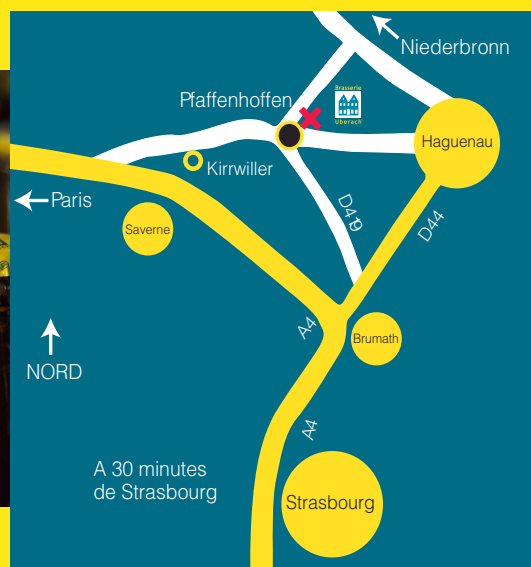 Niederbronn
Brasserie
Uberach
Pfaffenhoffen
Haguenau
Kirrwiller
Paris
D419
D44
Saverne
A4
Brumath
NORD
A4
A 30 minutes
de Strasbourg
Strasbourg